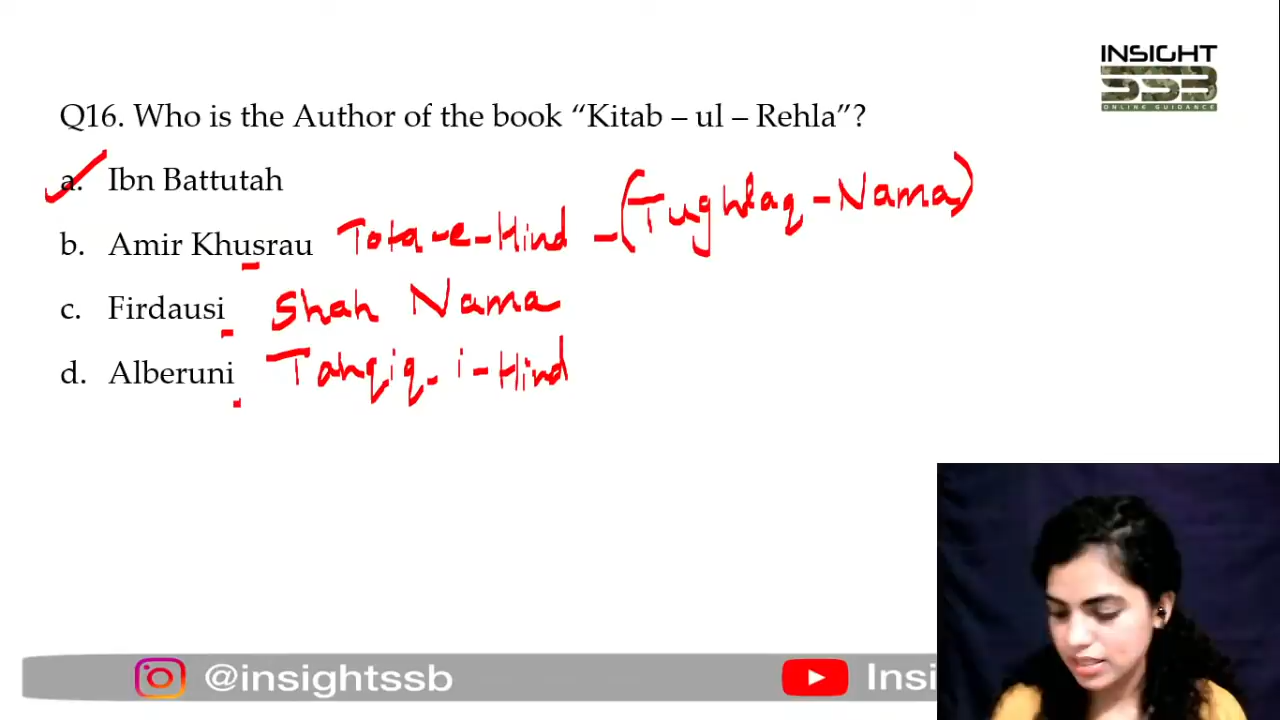 INSIGHT
SSB
ONLINE GUIDANCE
Q16. Who is the Author of the book “Kitab – ul – Rehla”?
a. Ibn Battutah
b. Amir Khusrau Tota-e-Hind - (Tughlaq - Nama)
c. Firdausi Shah Nama
d. Alberuni Tahqiq-i-Hind
@insightssb Insi